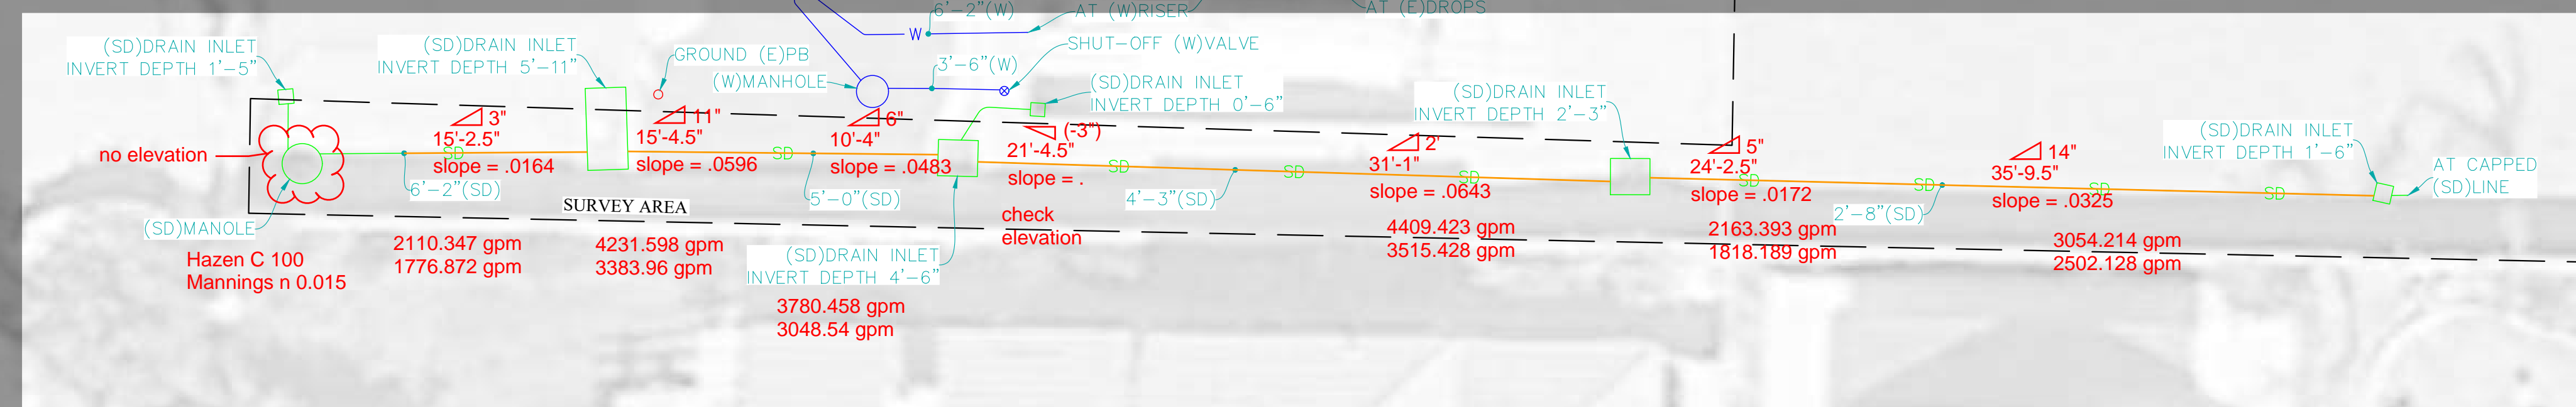 6'-2"(W)
AT (W)RISER
AT (E)DROPS
(SD)DRAIN INLET
INVERT DEPTH 1'-5"
(SD)DRAIN INLET
INVERT DEPTH 5'-11"
GROUND (E)PB
(W)MANHOLE
W
SHUT-OFF (W)VALVE
3'-6"(W)
(SD)DRAIN INLET
INVERT DEPTH 0'-6"
(SD)DRAIN INLET
INVERT DEPTH 2'-3"
(SD)DRAIN INLET
INVERT DEPTH 1'-6"
AT CAPPED
(SD)LINE
no elevation
3"
15'-2.5"
SD
slope = .0164
6'-2"(SD)
11"
15'-4.5"
slope = .0596
SD
6"
10'-4"
slope = .0483
5'-0"(SD)
(-3")
21'-4.5"
SD
slope = .
check
elevation
4'-3"(SD)
SD
2'
31'-1"
SD
slope = .0643
5"
24'-2.5"
SD
slope = .0172
2'-8"(SD)
SD
14"
35'-9.5"
SD
slope = .0325
SD
SURVEY AREA
(SD)MANOLE
Hazen C 100
Mannings n 0.015
2110.347 gpm
1776.872 gpm
4231.598 gpm
3383.96 gpm
(SD)DRAIN INLET
INVERT DEPTH 4'-6"
3780.458 gpm
3048.54 gpm
4409.423 gpm
3515.428 gpm
2163.393 gpm
1818.189 gpm
3054.214 gpm
2502.128 gpm